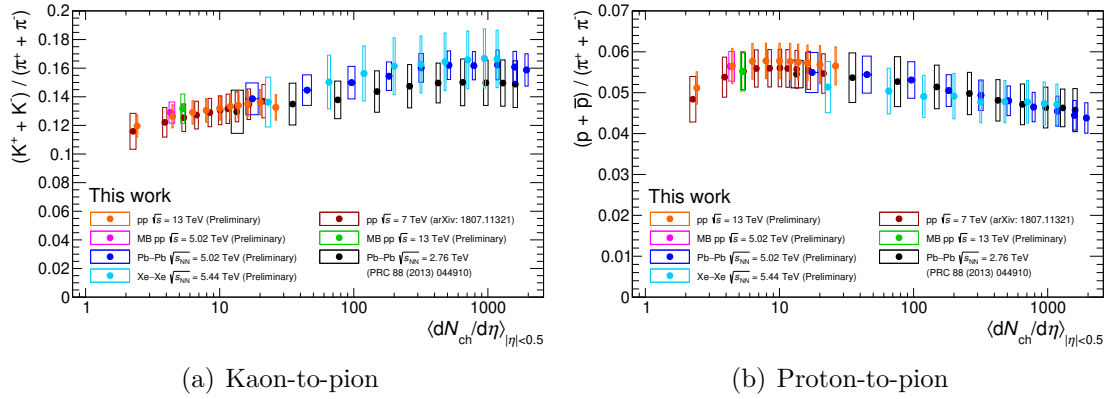 (K⁺ + K⁻) / (π⁺ + π⁻)
0.2
0.18
0.16
0.14
0.12
0.1
0.08
0.06
0.04
0.02
0
This work
pp √s = 13 TeV (Preliminary)
pp √s = 7 TeV (arXiv: 1807.11321)
MB pp √s = 5.02 TeV (Preliminary)
MB pp √s = 13 TeV (Preliminary)
Pb–Pb √sNN = 5.02 TeV (Preliminary)
Pb–Pb √sNN = 2.76 TeV
Xe–Xe √sNN = 5.44 TeV (Preliminary)
(PRC 88 (2013) 044910)
1 10 100 1000
⟨dNch/dη⟩|η|<0.5
(a) Kaon-to-pion
(p + p̅) / (π⁺ + π⁻)
0.07
0.06
0.05
0.04
0.03
0.02
0.01
0
This work
pp √s = 13 TeV (Preliminary)
pp √s = 7 TeV (arXiv: 1807.11321)
MB pp √s = 5.02 TeV (Preliminary)
MB pp √s = 13 TeV (Preliminary)
Pb–Pb √sNN = 5.02 TeV (Preliminary)
Pb–Pb √sNN = 2.76 TeV
Xe–Xe √sNN = 5.44 TeV (Preliminary)
(PRC 88 (2013) 044910)
1 10 100 1000
⟨dNch/dη⟩|η|<0.5
(b) Proton-to-pion